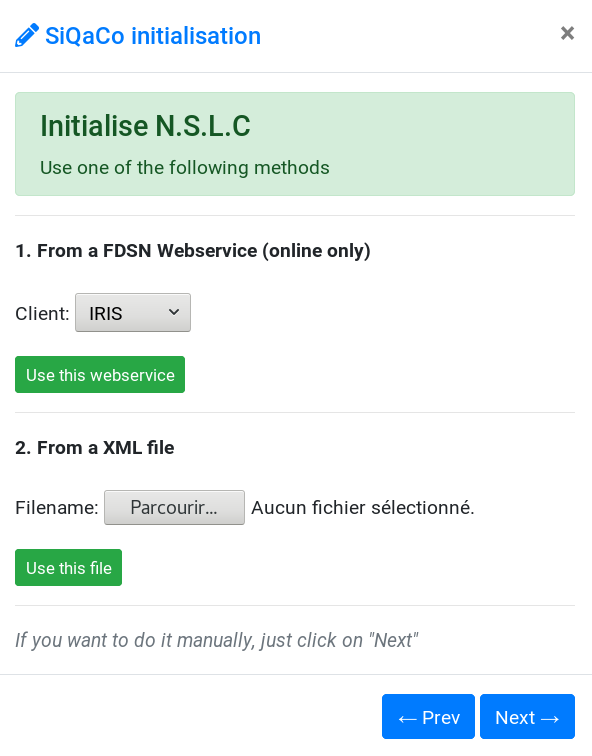 SiQaCo initialisation ×
Initialise N.S.L.C
Use one of the following methods
1. From a FDSN Webservice (online only)
Client: IRIS
Use this webservice
2. From a XML file
Filename: Parcourir... Aucun fichier sélectionné.
Use this file
If you want to do it manually, just click on "Next"
← Prev Next →